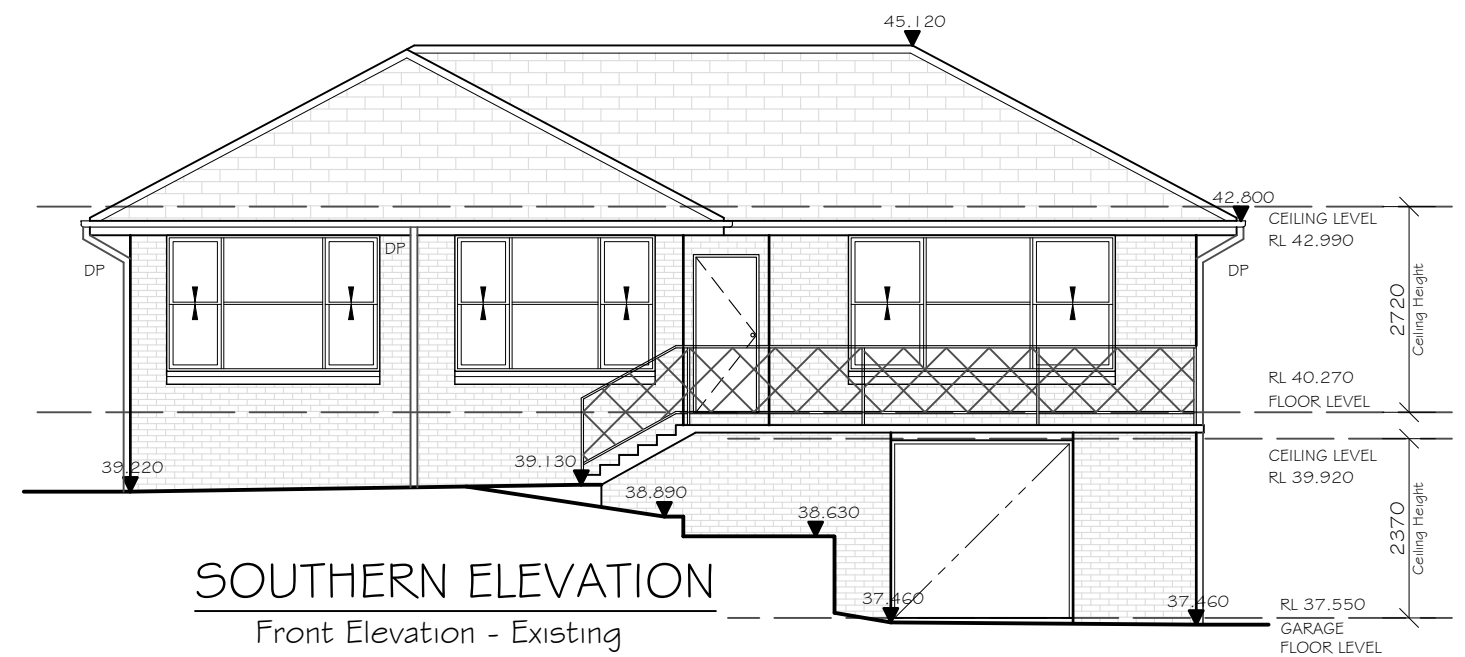 45.120
42.800
CEILING LEVEL
RL 42.990
DP
DP
DP
2720
Ceiling Height
RL 40.270
FLOOR LEVEL
39.220
39.130
CEILING LEVEL
RL 39.920
38.890
38.630
2370
Ceiling Height
37.460
37.460
RL 37.550
GARAGE
FLOOR LEVEL
SOUTHERN ELEVATION
Front Elevation - Existing